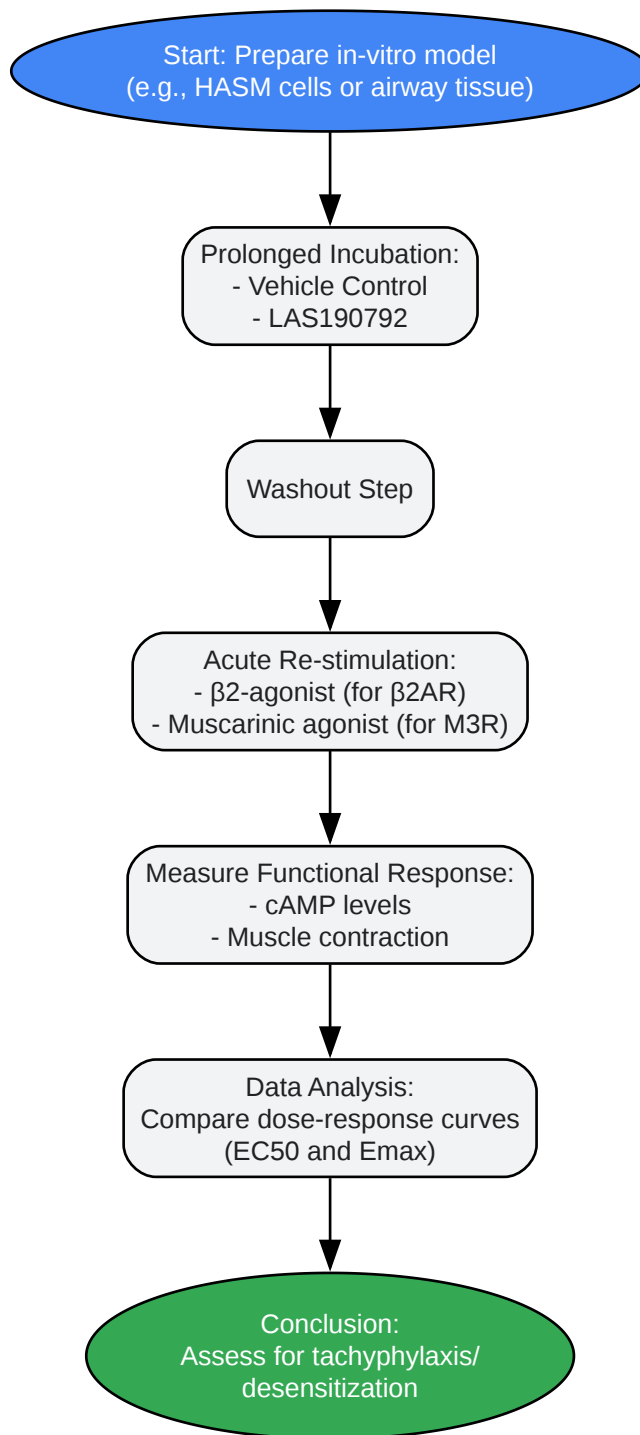 Start: Prepare in-vitro model
(e.g., HASM cells or airway tissue)
Prolonged Incubation:
- Vehicle Control
- LAS190792
Washout Step
Acute Re-stimulation:
- β2-agonist (for β2AR)
- Muscarinic agonist (for M3R)
Measure Functional Response:
- cAMP levels
- Muscle contraction
Data Analysis:
Compare dose-response curves
(EC50 and Emax)
Conclusion:
Assess for tachyphylaxis/
desensitization